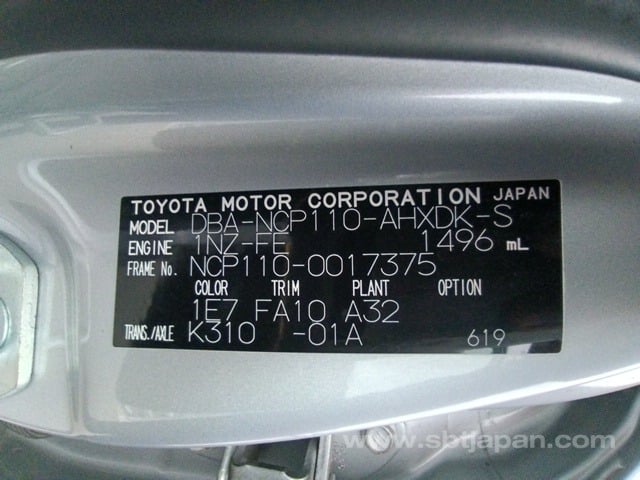 TOYOTA MOTOR CORPORATION JAPAN
MODEL DBA-NCP110-AHXDK-S
ENGINE 1NZ-FE 1496 mL
FRAME No. NCP110-0017375
COLOR TRIM PLANT OPTION
1E7 FA10 A32
TRANS./AXLE K310 -01A 619
www.sbtjapan.com